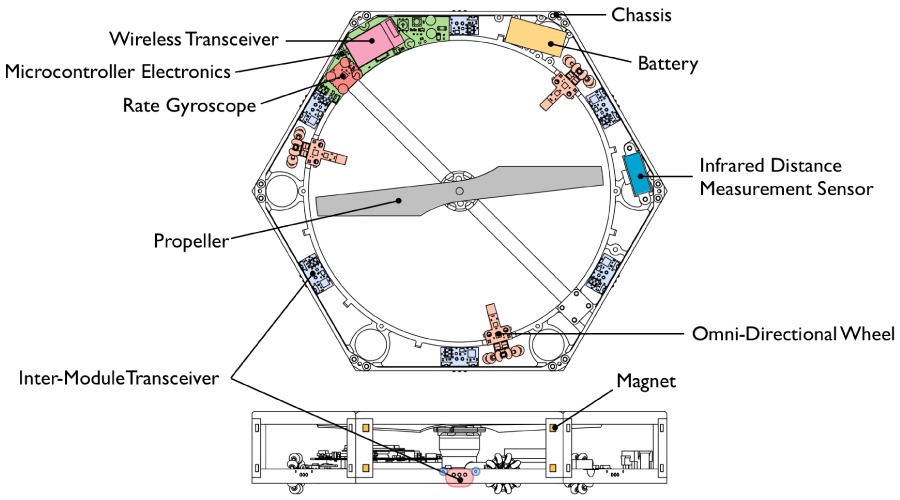 Chassis
Wireless Transceiver
Battery
Microcontroller Electronics
Rate Gyroscope
Infrared Distance
Measurement Sensor
Propeller
Omni-Directional Wheel
Inter-Module Transceiver
Magnet